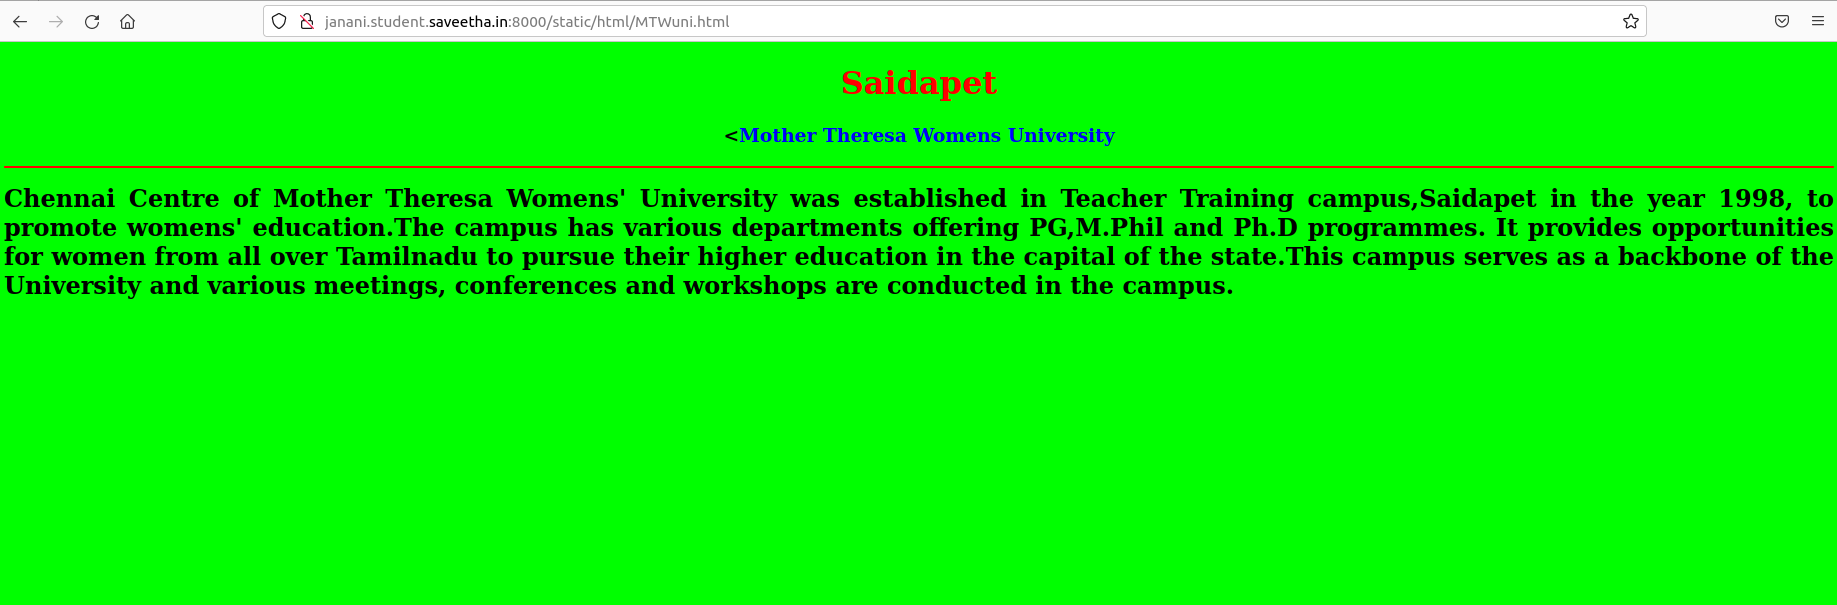 janani.student.saveetha.in:8000/static/html/MTWuni.html
Saidapet
<Mother Theresa Womens University
Chennai Centre of Mother Theresa Womens' University was established in Teacher Training campus,Saidapet in the year 1998, to
promote womens' education.The campus has various departments offering PG,M.Phil and Ph.D programmes. It provides opportunities
for women from all over Tamilnadu to pursue their higher education in the capital of the state.This campus serves as a backbone of the
University and various meetings, conferences and workshops are conducted in the campus.